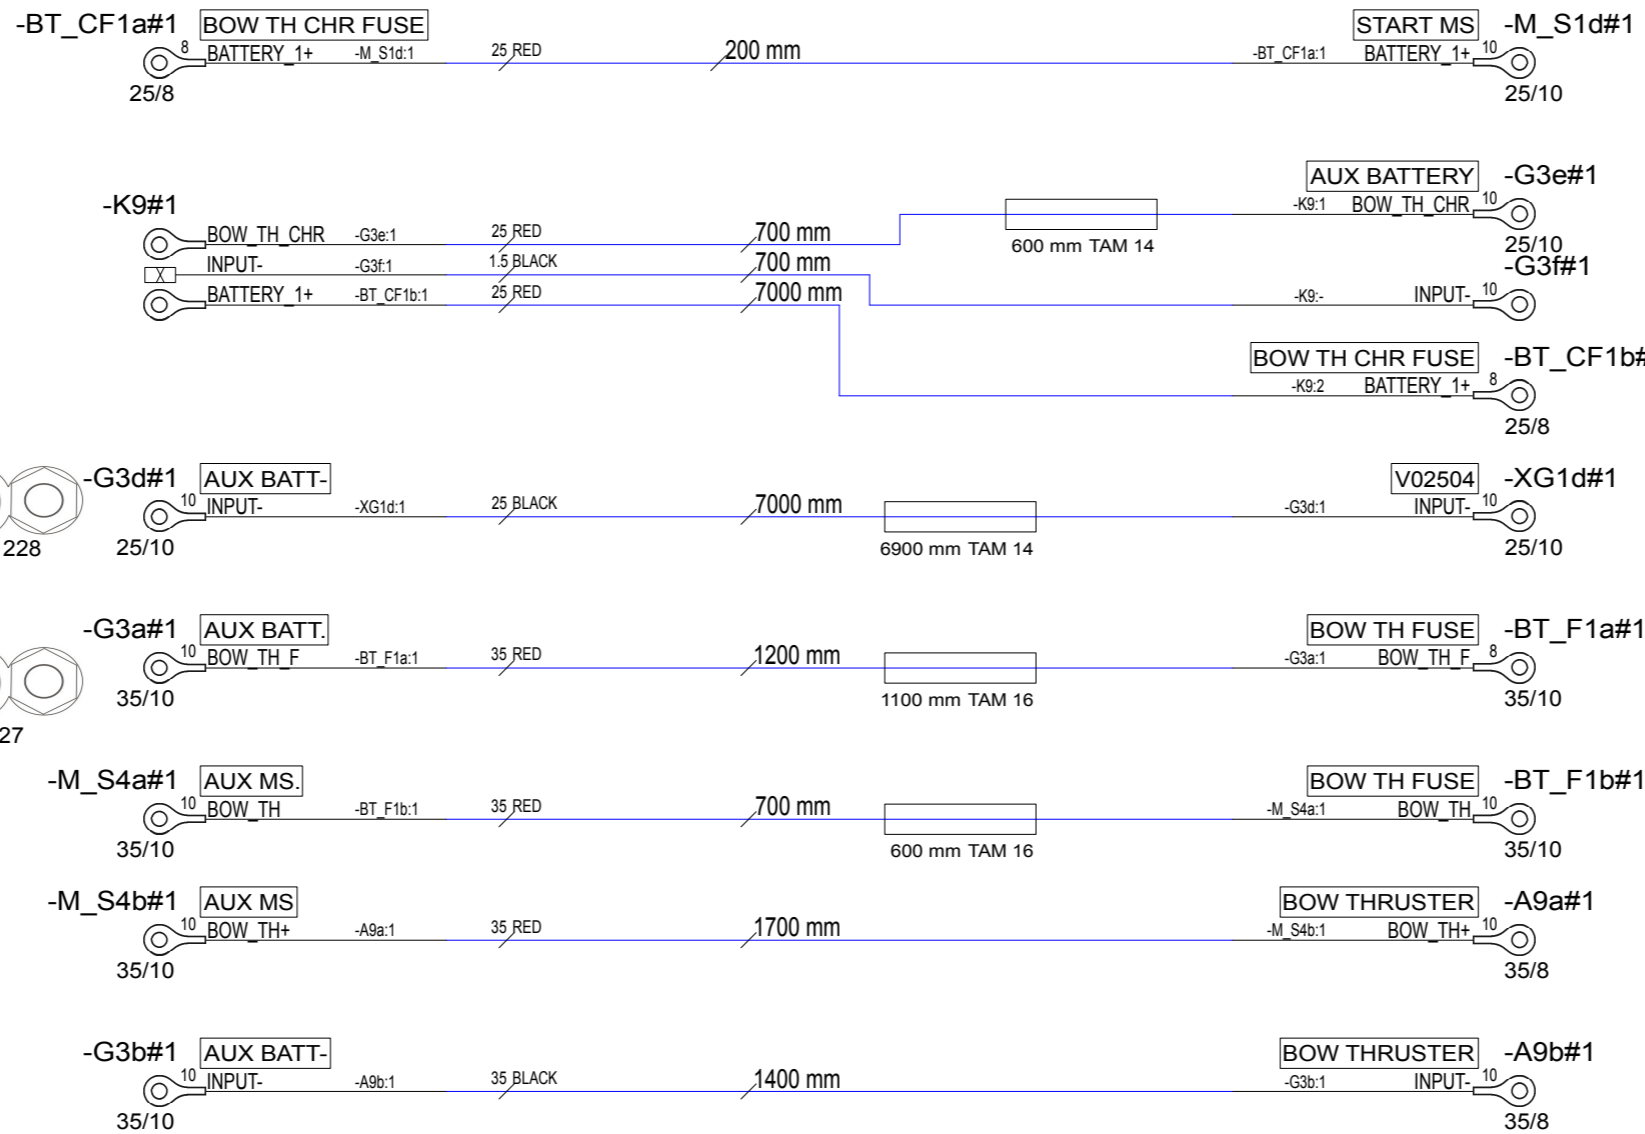 -BT_CF1a#1 BOW TH CHR FUSE START MS -M_S1d#1
8 BATTERY_1+ -M_S1d:1 25 RED 200 mm -BT_CF1a:1 BATTERY_1+ 10
25/8 25/10
AUX BATTERY -G3e#1
-K9#1 -K9:1 BOW_TH_CHR 10
BOW_TH_CHR -G3e:1 25 RED 700 mm 600 mm TAM 14 25/10
INPUT- -G3f:1 1.5 BLACK 700 mm -G3f#1
X
BATTERY_1+ -BT_CF1b:1 25 RED 7000 mm -K9:- INPUT- 10
BOW TH CHR FUSE -BT_CF1b#
-K9:2 BATTERY_1+ 8
25/8
-G3d#1 AUX BATT- V02504 -XG1d#1
10 INPUT- -XG1d:1 25 BLACK 7000 mm -G3d:1 INPUT- 10
228 25/10 6900 mm TAM 14 25/10
-G3a#1 AUX BATT. BOW TH FUSE -BT_F1a#1
10 BOW_TH_F -BT_F1a:1 35 RED 1200 mm -G3a:1 BOW_TH_F 8
35/10 1100 mm TAM 16 35/10
27
-M_S4a#1 AUX MS. BOW TH FUSE -BT_F1b#1
10 BOW_TH -BT_F1b:1 35 RED 700 mm -M_S4a:1 BOW_TH 10
35/10 600 mm TAM 16 35/10
-M_S4b#1 AUX MS BOW THRUSTER -A9a#1
10 BOW_TH+ -A9a:1 35 RED 1700 mm -M_S4b:1 BOW_TH+ 10
35/10 35/8
-G3b#1 AUX BATT- BOW THRUSTER -A9b#1
10 INPUT- -A9b:1 35 BLACK 1400 mm -G3b:1 INPUT- 10
35/10 35/8